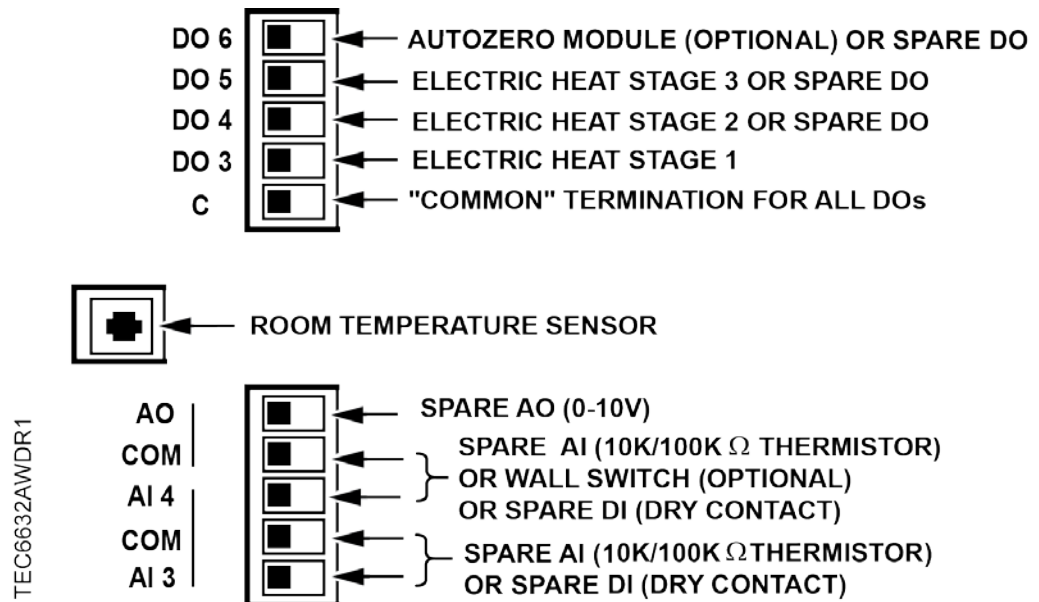 DO 6 AUTOZERO MODULE (OPTIONAL) OR SPARE DO
DO 5 ELECTRIC HEAT STAGE 3 OR SPARE DO
DO 4 ELECTRIC HEAT STAGE 2 OR SPARE DO
DO 3 ELECTRIC HEAT STAGE 1
C "COMMON" TERMINATION FOR ALL DOs
ROOM TEMPERATURE SENSOR
AO SPARE AO (0-10V)
COM
AI 4
SPARE AI (10K/100K Ω THERMISTOR)
OR WALL SWITCH (OPTIONAL)
OR SPARE DI (DRY CONTACT)
COM
AI 3
SPARE AI (10K/100K Ω THERMISTOR)
OR SPARE DI (DRY CONTACT)
TEC6632AWDR1